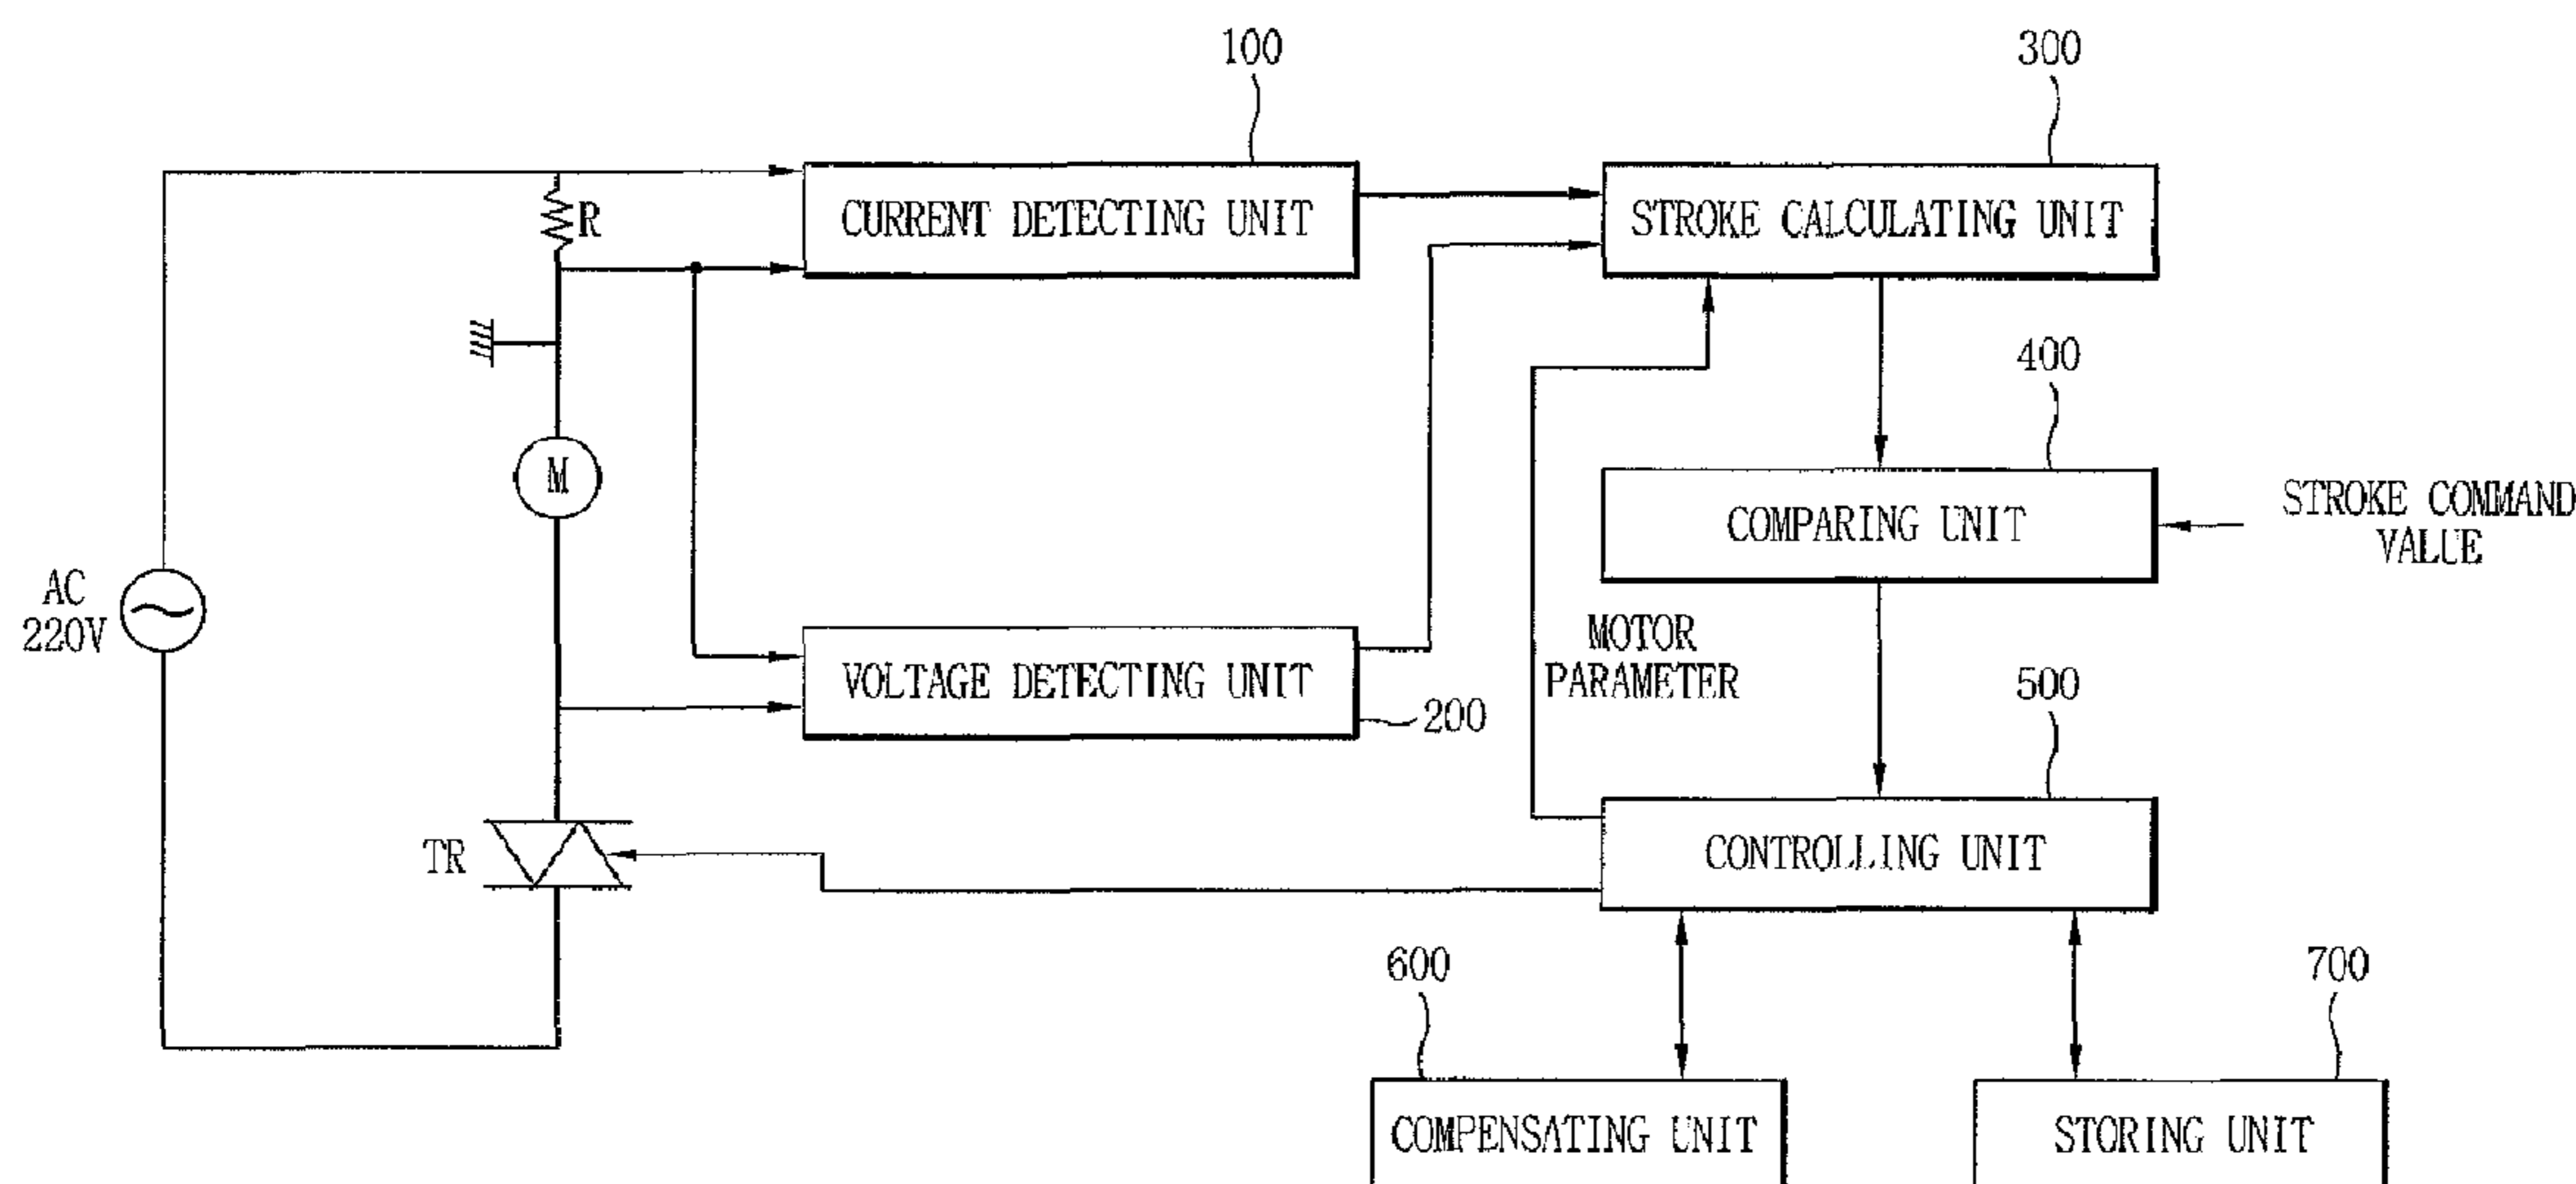 100
300
CURRENT DETECTING UNIT
STROKE CALCULATING UNIT
R
400
M
COMPARING UNIT
STROKE COMMAND
VALUE
AC
220V
MOTOR
PARAMETER
VOLTAGE DETECTING UNIT
200
500
TR
CONTROLLING UNIT
600
700
COMPENSATING UNIT
STORING UNIT